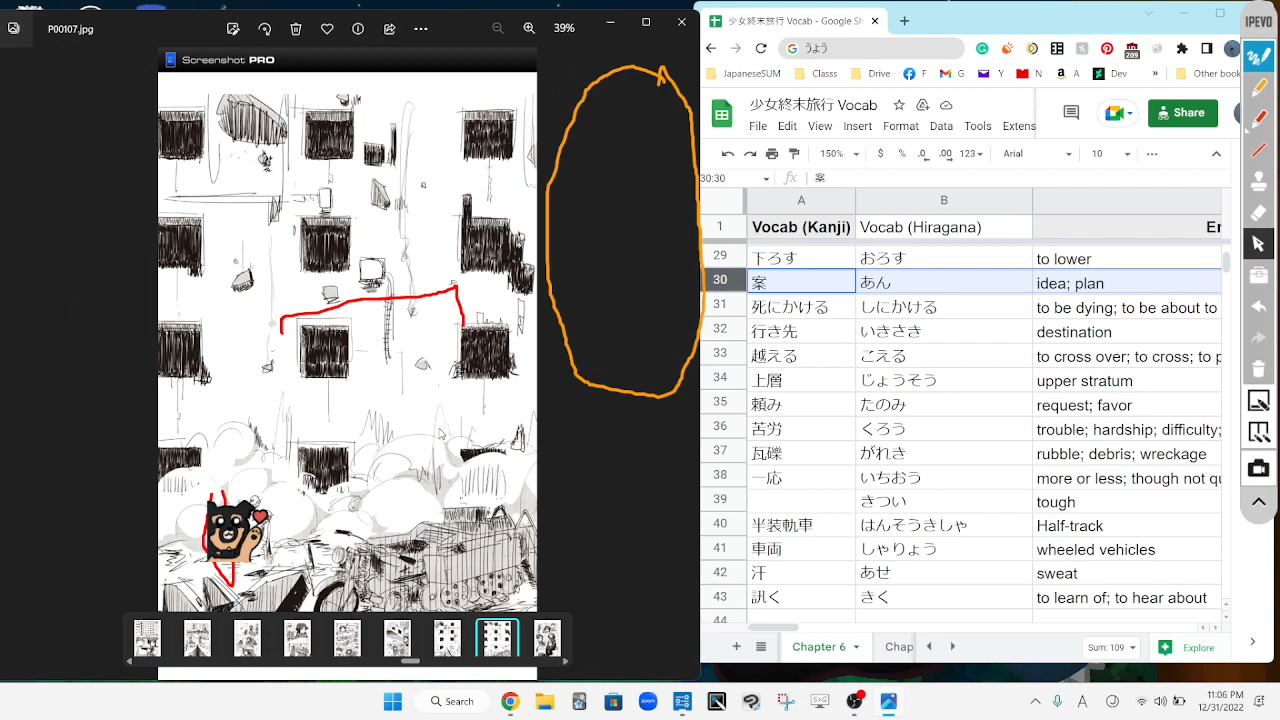 P00107.jpg
39%
Screenshot PRO
少女終末旅行 Vocab - Google Sh
うよう
JapaneseSUM
Classs
Drive
F
G
Y
N
A
Dev
»
Other book
209
少女終末旅行 Vocab
File Edit View Insert Format Data Tools Extens
Share
150% $ % .0 .00 123 Arial 10
30:30
案
A B
1 Vocab (Kanji) Vocab (Hiragana) Er
29 下ろす おろす to lower
30 案 あん idea; plan
31 死にかける しにかける to be dying; to be about to
32 行き先 いきさき destination
33 越える こえる to cross over; to cross; to p
34 上層 じょうそう upper stratum
35 頼み たのみ request; favor
36 苦労 くろう trouble; hardship; difficulty;
37 瓦礫 がれき rubble; debris; wreckage
38 一応 いちおう more or less; though not qu
39 きつい tough
40 半装軌車 はんそうきしゃ Half-track
41 車両 しゃりょう wheeled vehicles
42 汗 あせ sweat
43 訊く きく to learn of; to hear about
44
Chapter 6
Chap
Sum: 109
Explore
IPEVO
Search
zoom
A
11:06 PM
12/31/2022